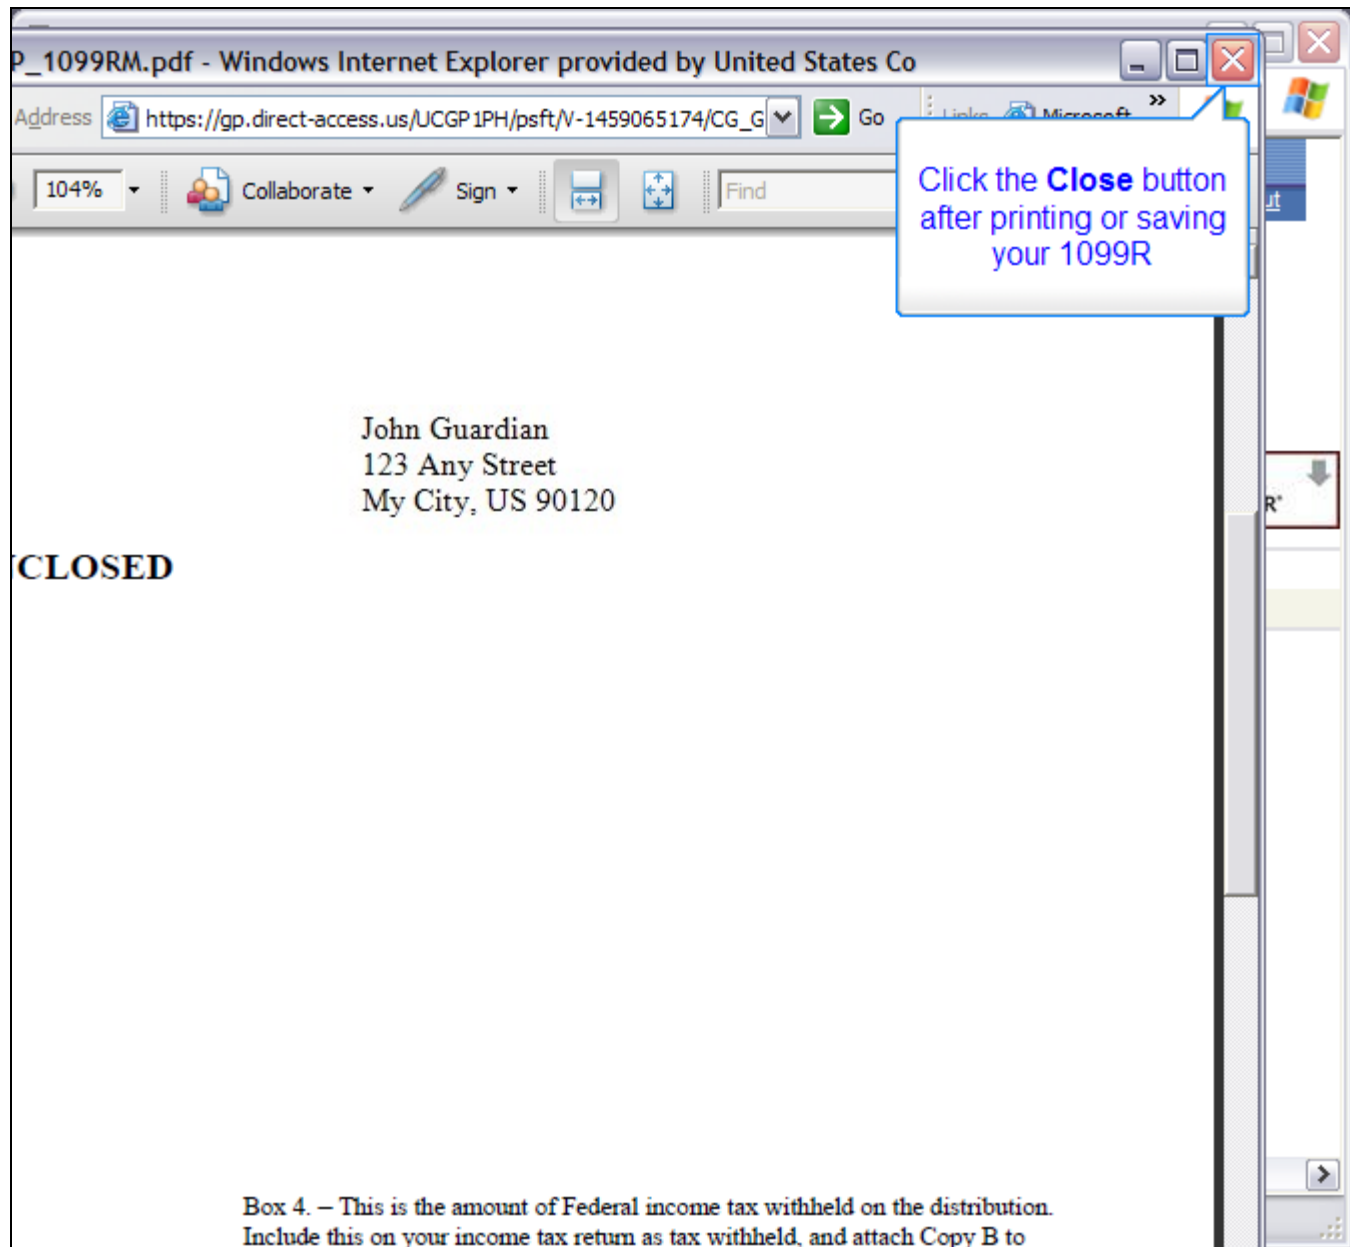 P_1099RM.pdf - Windows Internet Explorer provided by United States Co
Address https://gp.direct-access.us/UCGP1PH/psft/V-1459065174/CG_G Go Links Microsoft »
104% Collaborate Sign Find
Click the Close button
after printing or saving
your 1099R
ut
John Guardian
123 Any Street
My City, US 90120
R
CLOSED
Box 4. – This is the amount of Federal income tax withheld on the distribution.
Include this on your income tax return as tax withheld, and attach Copy B to